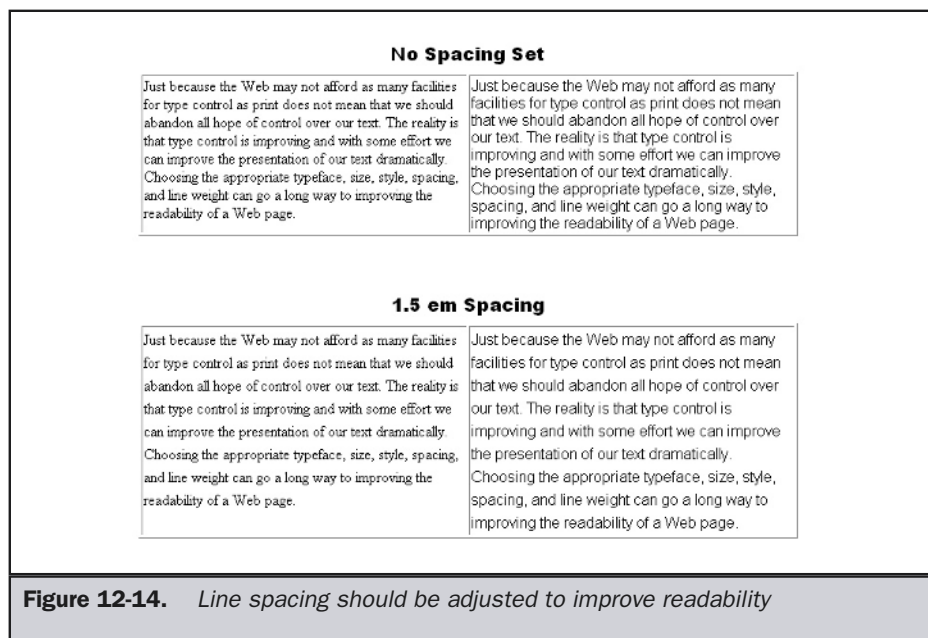 No Spacing Set
Just because the Web may not afford as many facilities
for type control as print does not mean that we should
abandon all hope of control over our text. The reality is
that type control is improving and with some effort we
can improve the presentation of our text dramatically.
Choosing the appropriate typeface, size, style, spacing,
and line weight can go a long way to improving the
readability of a Web page.
Just because the Web may not afford as many
facilities for type control as print does not mean
that we should abandon all hope of control over
our text. The reality is that type control is
improving and with some effort we can improve
the presentation of our text dramatically.
Choosing the appropriate typeface, size, style,
spacing, and line weight can go a long way to
improving the readability of a Web page.
1.5 em Spacing
Just because the Web may not afford as many facilities
for type control as print does not mean that we should
abandon all hope of control over our text. The reality is
that type control is improving and with some effort we
can improve the presentation of our text dramatically.
Choosing the appropriate typeface, size, style, spacing,
and line weight can go a long way to improving the
readability of a Web page.
Just because the Web may not afford as many
facilities for type control as print does not mean
that we should abandon all hope of control over
our text. The reality is that type control is
improving and with some effort we can improve
the presentation of our text dramatically.
Choosing the appropriate typeface, size, style,
spacing, and line weight can go a long way to
improving the readability of a Web page.
Figure 12-14. Line spacing should be adjusted to improve readability